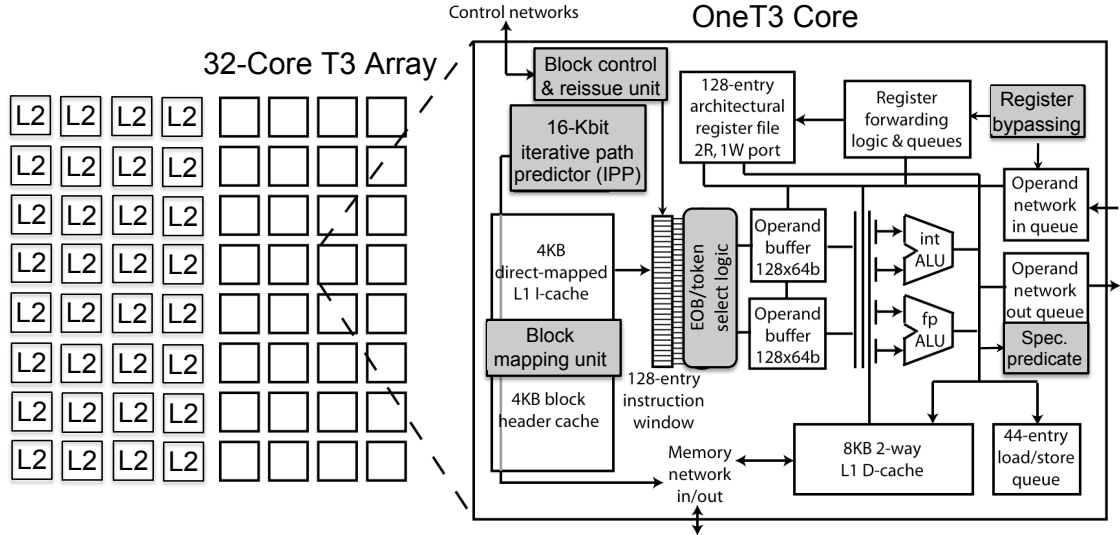 Control networks
OneT3 Core
32-Core T3 Array
L2 L2 L2 L2
L2 L2 L2 L2
L2 L2 L2 L2
L2 L2 L2 L2
L2 L2 L2 L2
L2 L2 L2 L2
L2 L2 L2 L2
L2 L2 L2 L2
Block control
& reissue unit
16-Kbit
iterative path
predictor (IPP)
128-entry
architectural
register file
2R, 1W port
Register
forwarding
logic & queues
Register
bypassing
Operand
network
in queue
4KB
direct-mapped
L1 I-cache
Block
mapping unit
4KB block
header cache
128-entry
instruction
window
EOB/token
select logic
Operand
buffer
128x64b
Operand
buffer
128x64b
int
ALU
fp
ALU
Operand
network
out queue
Spec.
predicate
Memory
network
in/out
8KB 2-way
L1 D-cache
44-entry
load/store
queue